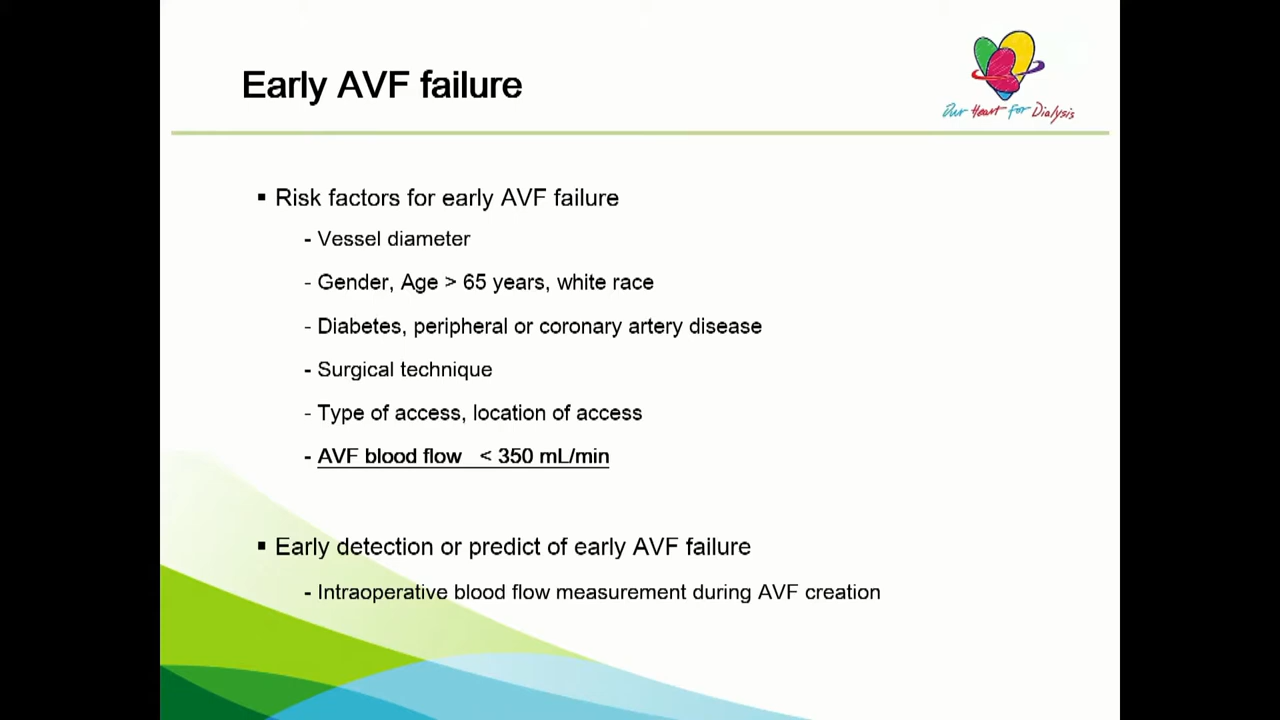 Early AVF failure
Our Heart For Dialysis
▪ Risk factors for early AVF failure
- Vessel diameter
- Gender, Age > 65 years, white race
- Diabetes, peripheral or coronary artery disease
- Surgical technique
- Type of access, location of access
- AVF blood flow < 350 mL/min
▪ Early detection or predict of early AVF failure
- Intraoperative blood flow measurement during AVF creation